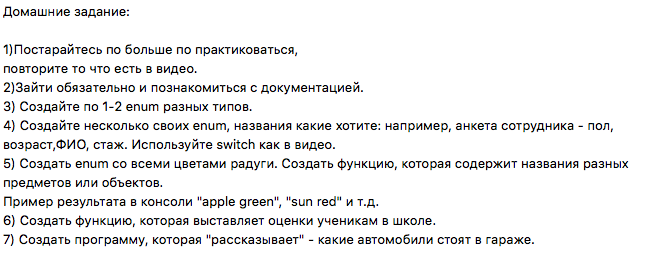 Домашние задание:
1)Постарайтесь по больше по практиковаться,
повторите то что есть в видео.
2)Зайти обязательно и познакомиться с документацией.
3) Создайте по 1-2 enum разных типов.
4) Создайте несколько своих enum, названия какие хотите: например, анкета сотрудника - пол,
возраст,ФИО, стаж. Используйте switch как в видео.
5) Создать enum со всеми цветами радуги. Создать функцию, которая содержит названия разных
предметов или объектов.
Пример результата в консоли "apple green", "sun red" и т.д.
6) Создать функцию, которая выставляет оценки ученикам в школе.
7) Создать программу, которая "рассказывает" - какие автомобили стоят в гараже.